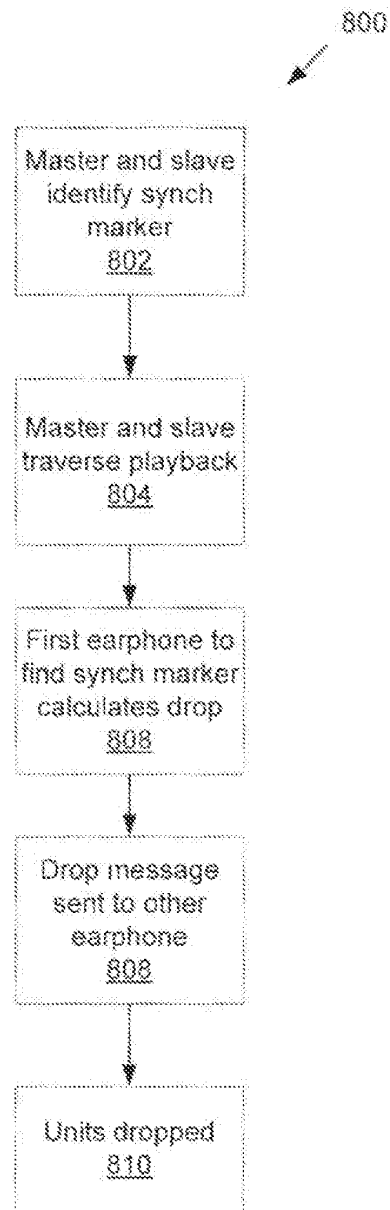 800
Master and slave
identify synch
marker
802
Master and slave
traverse playback
804
First earphone to
find synch marker
calculates drop
808
Drop message
sent to other
earphone
808
Units dropped
810